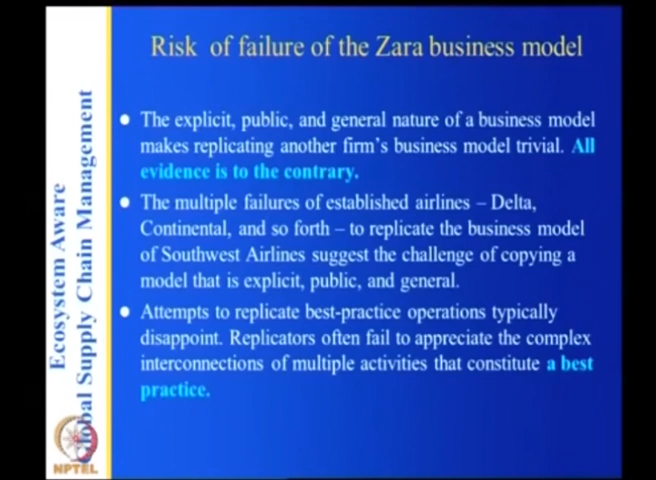 Risk of failure of the Zara business model
The explicit, public, and general nature of a business model
makes replicating another firm's business model trivial. All
evidence is to the contrary.
The multiple failures of established airlines – Delta,
Continental, and so forth – to replicate the business model
of Southwest Airlines suggest the challenge of copying a
model that is explicit, public, and general.
Attempts to replicate best-practice operations typically
disappoint. Replicators often fail to appreciate the complex
interconnections of multiple activities that constitute a best
practice.
Ecosystem Aware
Global Supply Chain Management
NPTEL